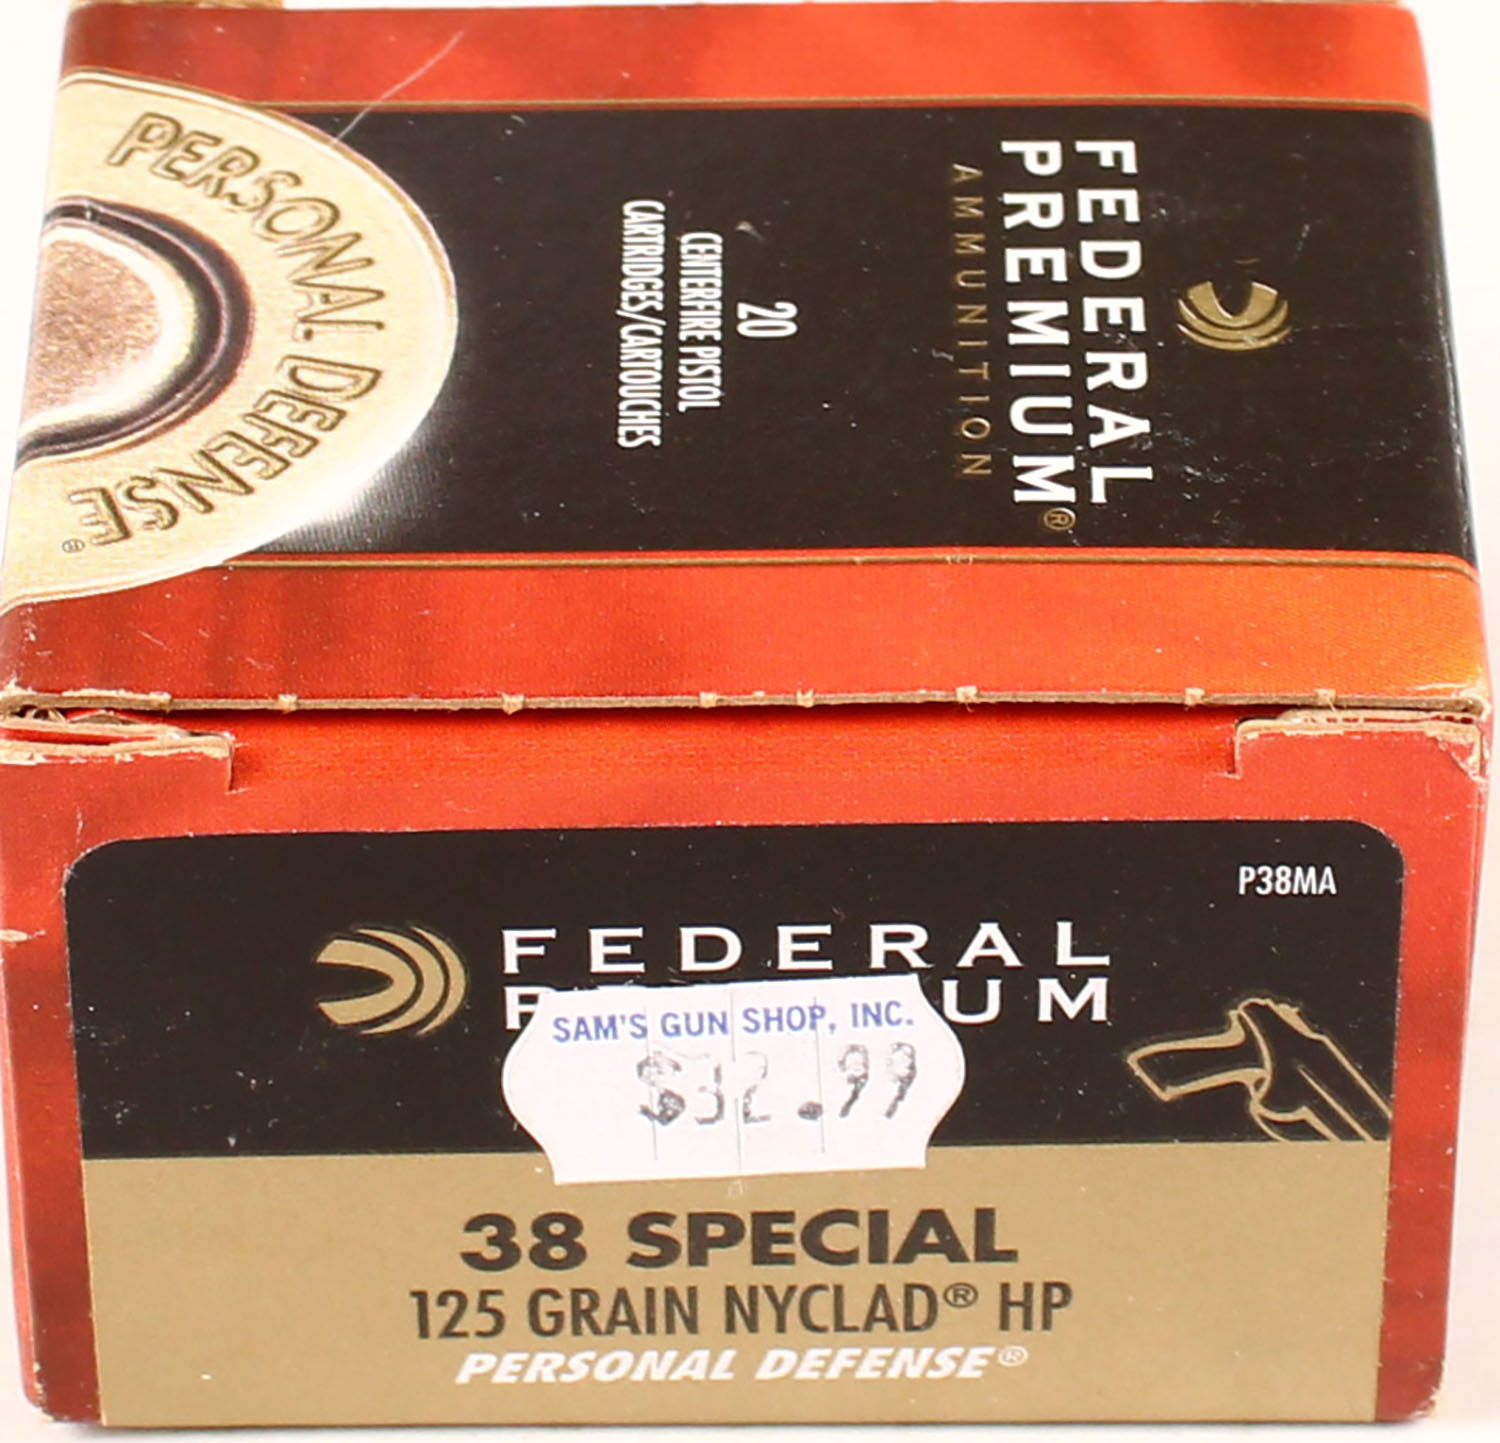 PERSONAL DEFENSE®
FEDERAL
PREMIUM®
AMMUNITION
20
CENTERFIRE PISTOL
CARTRIDGES/CARTOUCHES
P38MA
FEDERAL
UM
SAM'S GUN SHOP, INC.
$32.99
38 SPECIAL
125 GRAIN NYCLAD® HP
PERSONAL DEFENSE®